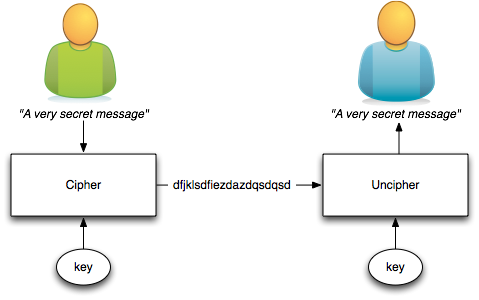 "A very secret message"
"A very secret message"
Cipher
dfjklsdfiezdazdqsdqsd
Uncipher
key
key